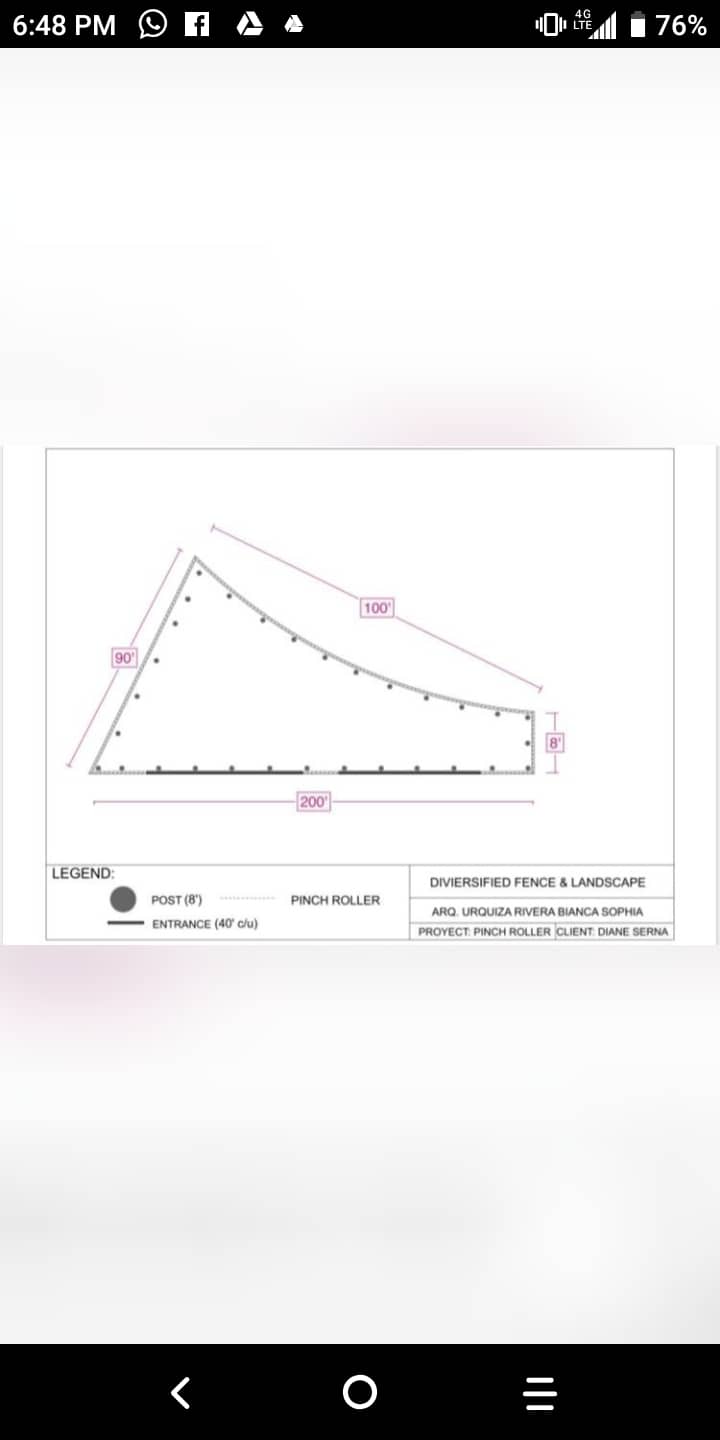 6:48 PM
4G
LTE
76%
100'
90'
8'
200'
LEGEND:
POST (8')
PINCH ROLLER
ENTRANCE (40' c/u)
DIVIERSIFIED FENCE & LANDSCAPE
ARQ. URQUIZA RIVERA BIANCA SOPHIA
PROYECT: PINCH ROLLER CLIENT: DIANE SERNA